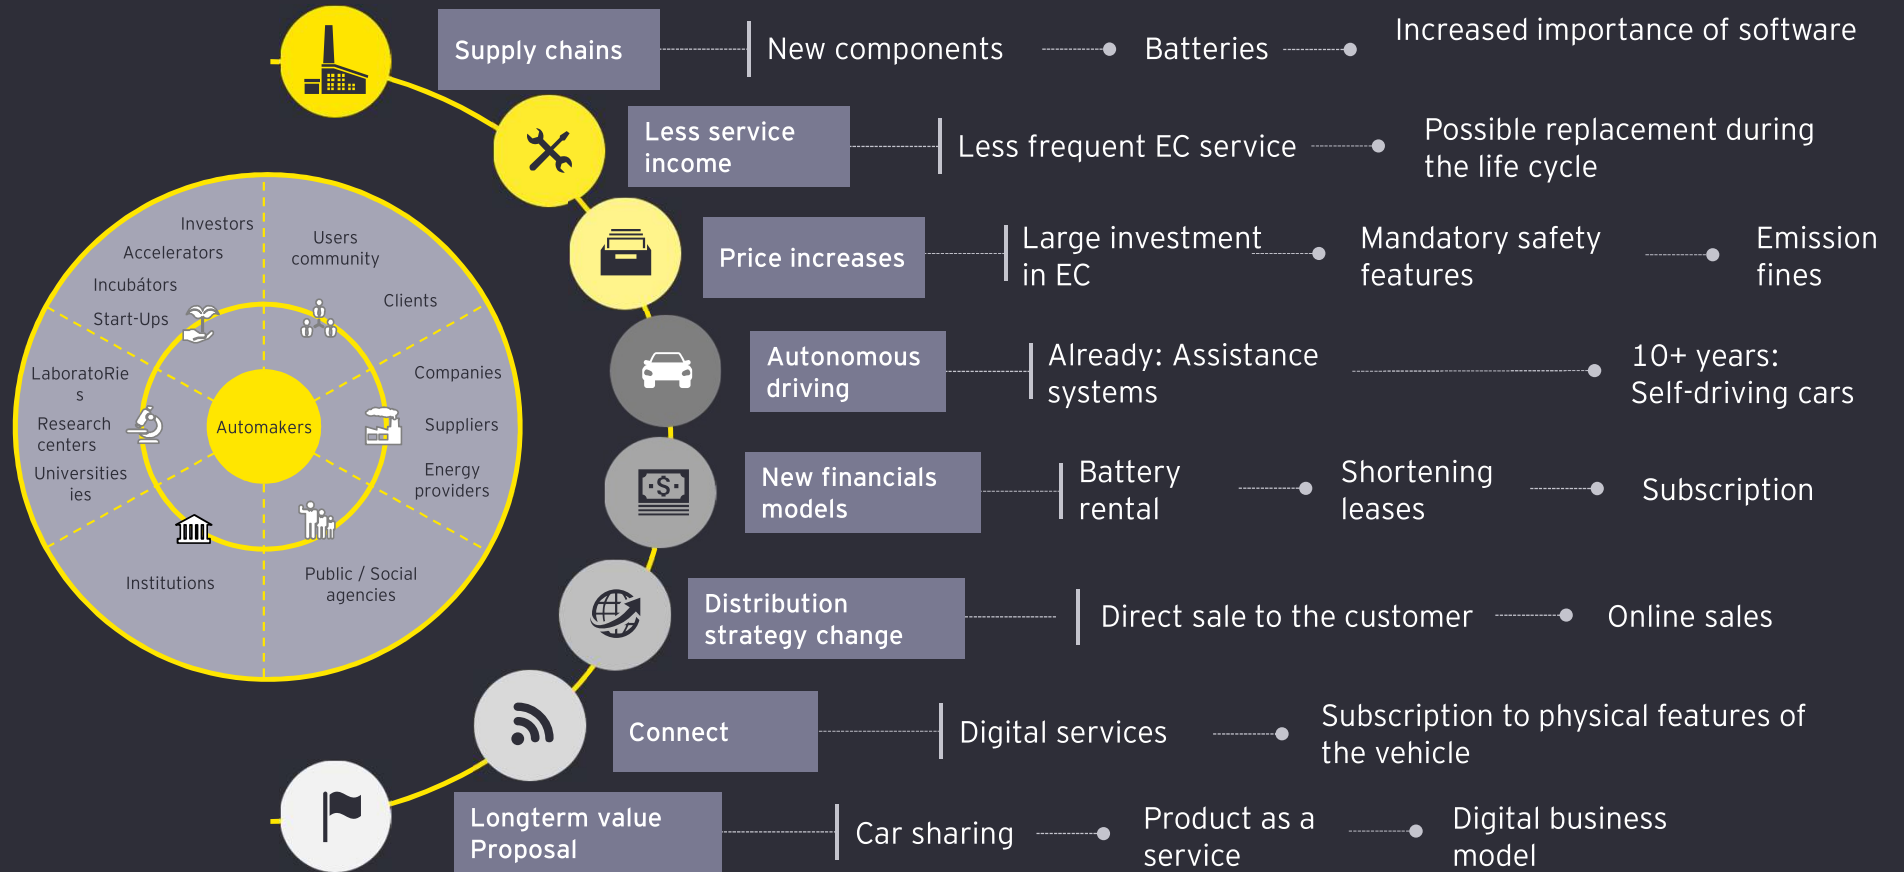 Supply chains
New components
Batteries
Increased importance of software
Less service
income
Less frequent EC service
Possible replacement during
the life cycle
Price increases
Large investment
in EC
Mandatory safety
features
Emission
fines
Autonomous
driving
Already: Assistance
systems
10+ years:
Self-driving cars
New financials
models
Battery
rental
Shortening
leases
Subscription
Distribution
strategy change
Direct sale to the customer
Online sales
Connect
Digital services
Subscription to physical features of
the vehicle
Longterm value
Proposal
Car sharing
Product as a
service
Digital business
model
Investors
Accelerators
Incubátors
Start-Ups
Users
community
Clients
LaboratoRie
s
Research
centers
Universities
ies
Automakers
Companies
Suppliers
Energy
providers
Institutions
Public / Social
agencies